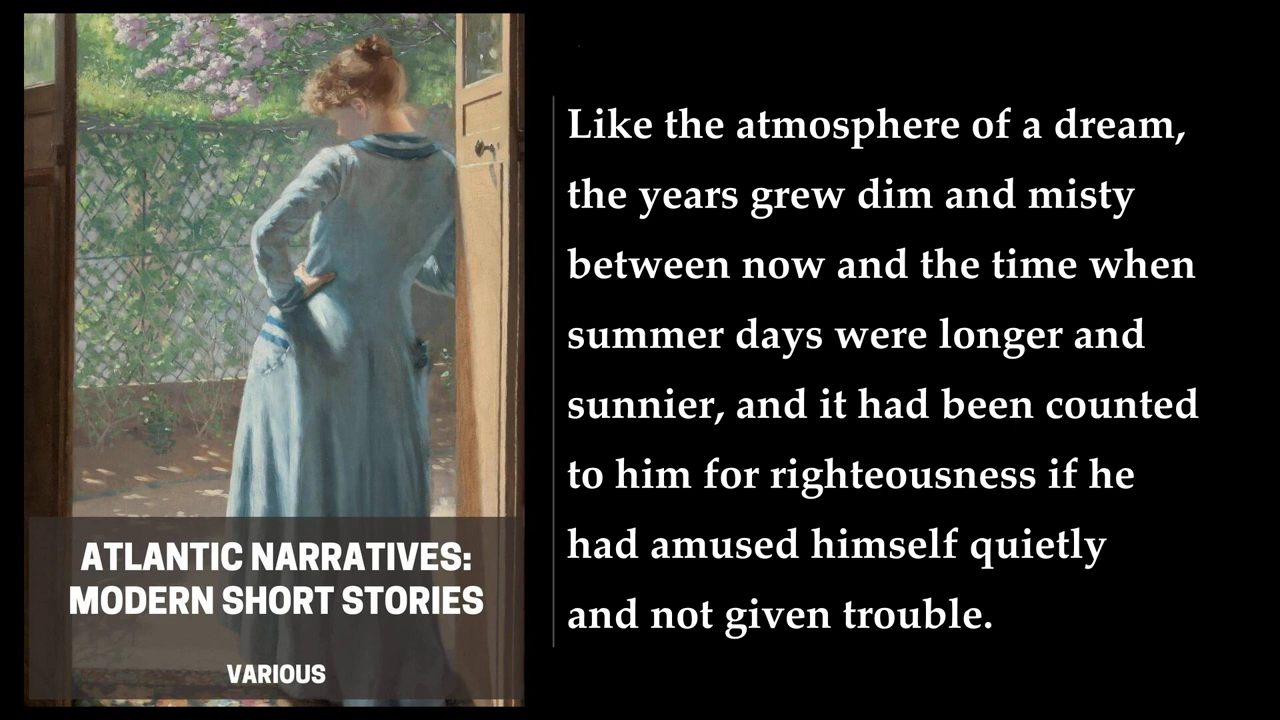 ATLANTIC NARRATIVES:
MODERN SHORT STORIES
VARIOUS
Like the atmosphere of a dream,
the years grew dim and misty
between now and the time when
summer days were longer and
sunnier, and it had been counted
to him for righteousness if he
had amused himself quietly
and not given trouble.